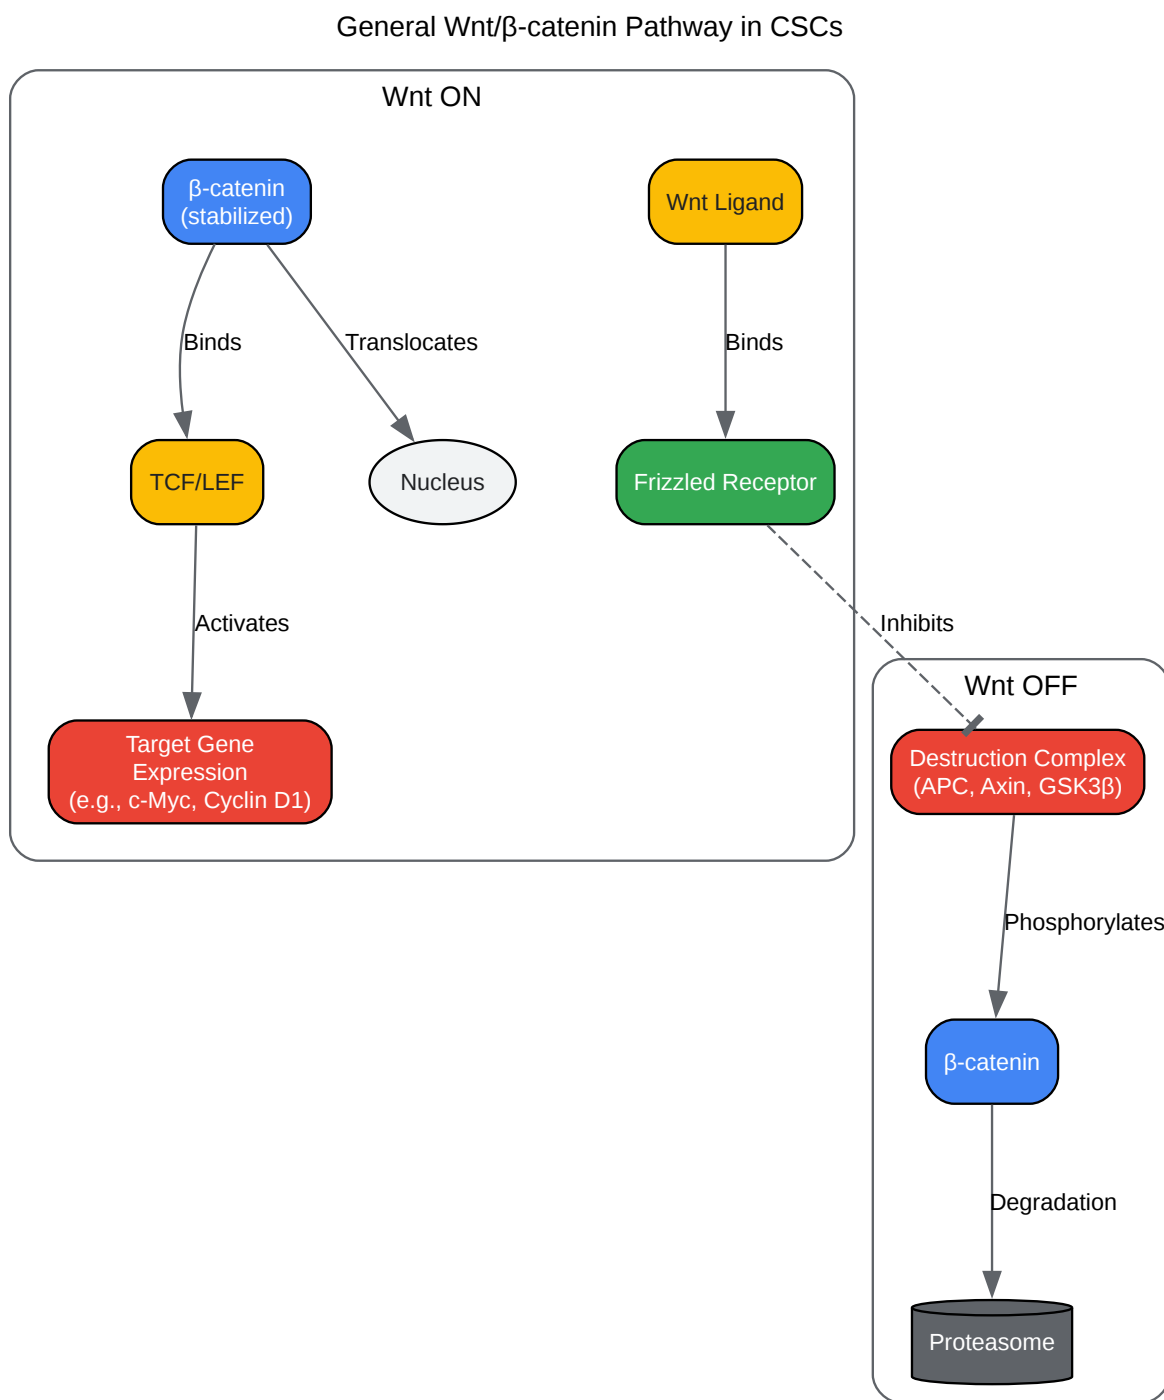 General Wnt/β-catenin Pathway in CSCs
Wnt ON
β-catenin
(stabilized)
Wnt Ligand
Binds
Translocates
Binds
TCF/LEF
Nucleus
Frizzled Receptor
Activates
Inhibits
Wnt OFF
Target Gene
Expression
(e.g., c-Myc, Cyclin D1)
Destruction Complex
(APC, Axin, GSK3β)
Phosphorylates
β-catenin
Degradation
Proteasome